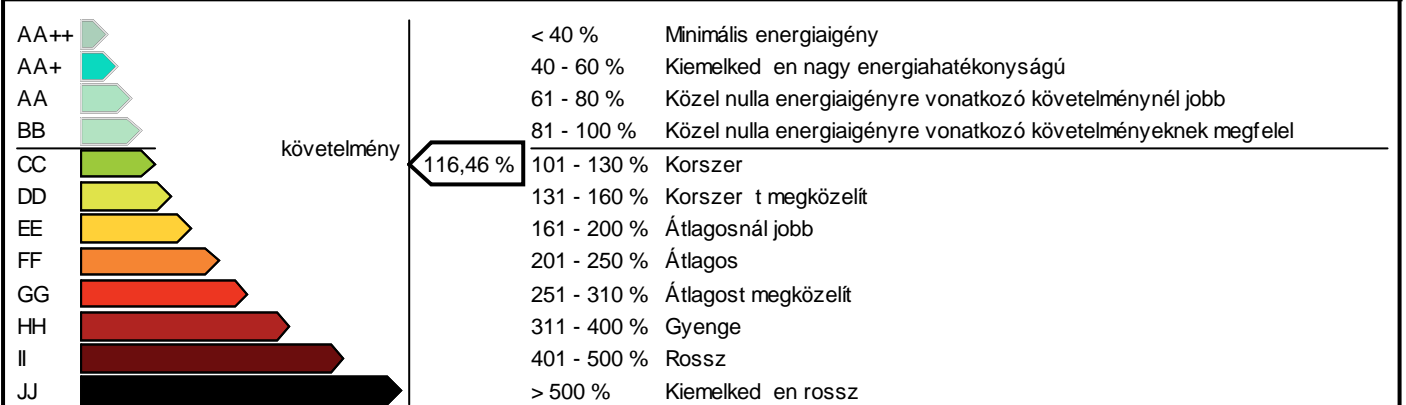 AA++ < 40 % Minimális energiaigény
AA+ 40 - 60 % Kiemelked en nagy energiahatékonyságú
AA 61 - 80 % Közel nulla energiaigényre vonatkozó követelménynél jobb
BB 81 - 100 % Közel nulla energiaigényre vonatkozó követelményeknek megfelel
követelmény
CC 116,46 % 101 - 130 % Korszer
DD 131 - 160 % Korszer t megközelít
EE 161 - 200 % Átlagosnál jobb
FF 201 - 250 % Átlagos
GG 251 - 310 % Átlagost megközelít
HH 311 - 400 % Gyenge
II 401 - 500 % Rossz
JJ > 500 % Kiemelked en rossz